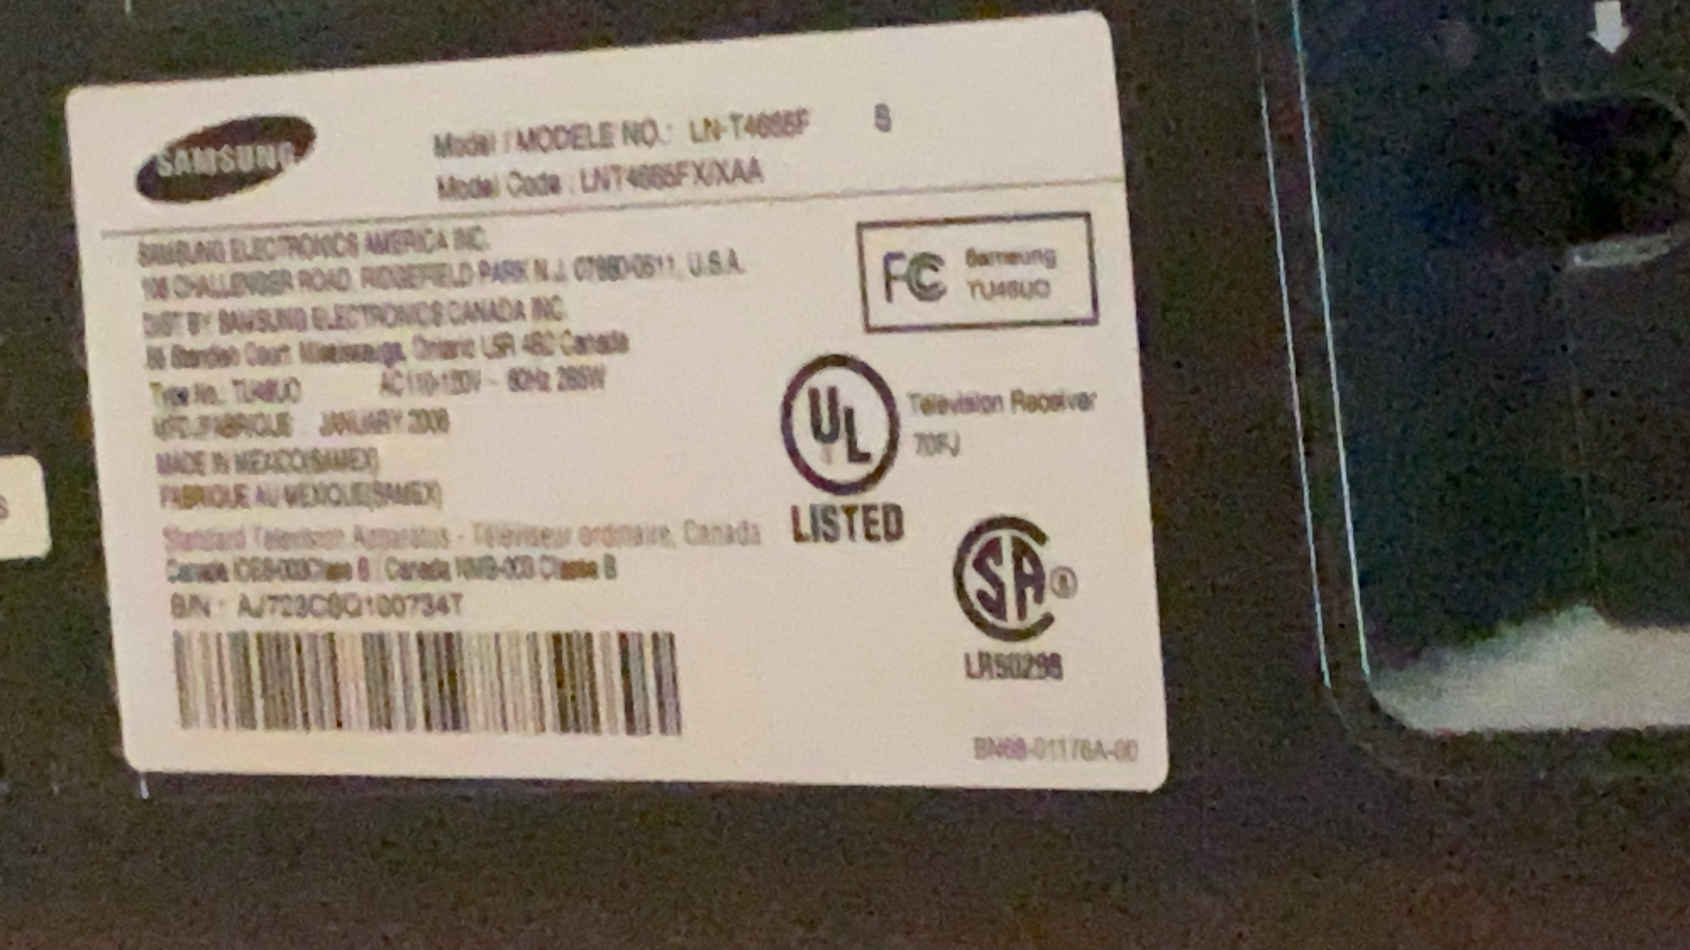 SAMSUNG
Model / MODELE NO.: LN-T4665F S
Model Code : LNT4665FX/XAA
SAMSUNG ELECTRONICS AMERICA INC.
CHALLENGER ROAD, RIDGEFIELD PARK N.J. 07660-0511, U.S.A.
DIST BY SAMSUNG ELECTRONICS CANADA INC.
Standish Court Mississauga, Ontario Canada
FC Samsung
TU46UO
Type No.: TU46UO AC110-120V ~ 60Hz
MFD./FABRIQUE JANUARY
MADE IN MEXICO(SAMEX)
FABRIQUE AU MEXIQUE(SAMEX)
UL
LISTED
Television Receiver
Standard Television Apparatus - Téléviseur ordinaire, Canada
Canada Class B / Canada NMB-003 Classe B
S/N :
SA ®
LR50296